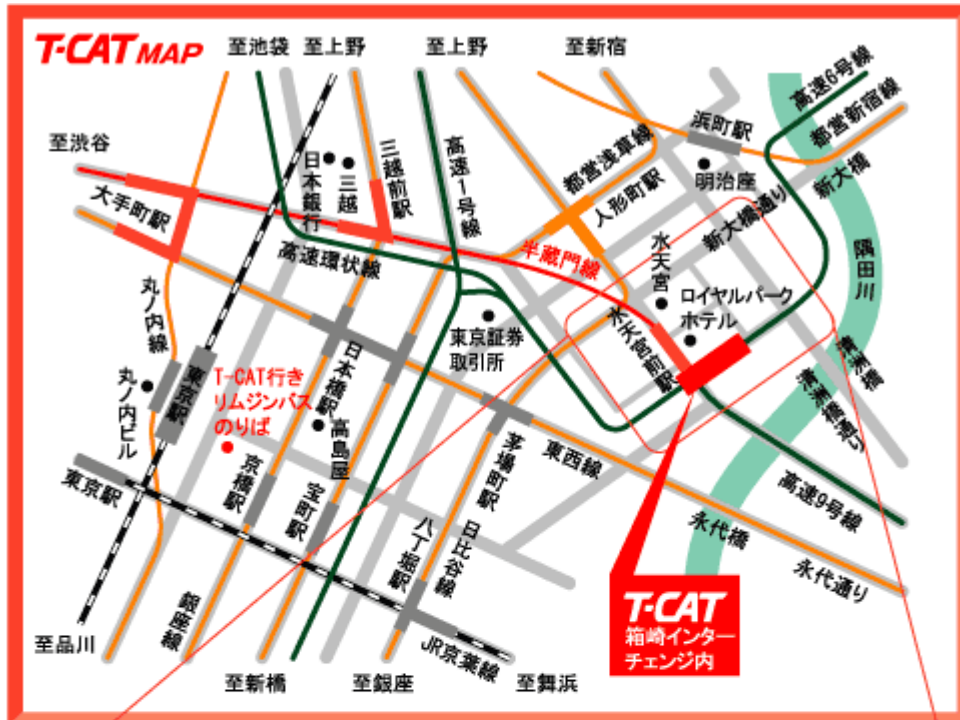 T-CAT MAP
至池袋
至上野
至上野
至新宿
至渋谷
大手町駅
日本銀行
三越
三越前駅
高速1号線
都営浅草線
人形町駅
浜町駅
明治座
高速6号線
都営新宿線
新大橋
新大橋通り
高速環状線
半蔵門線
水天宮
ロイヤルパーク
ホテル
水天宮前駅
隅田川
清洲橋
清洲橋通り
丸ノ内線
丸ノ内ビル
東京駅
T-CAT行き
リムジンバス
のりば
日本橋駅
高島屋
東京証券
取引所
東京駅
京橋駅
宝町駅
茅場町駅
東西線
八丁堀駅
日比谷線
高速9号線
永代橋
永代通り
銀座線
JR京葉線
至品川
至新橋
至銀座
至舞浜
T-CAT
箱崎インター
チェンジ内